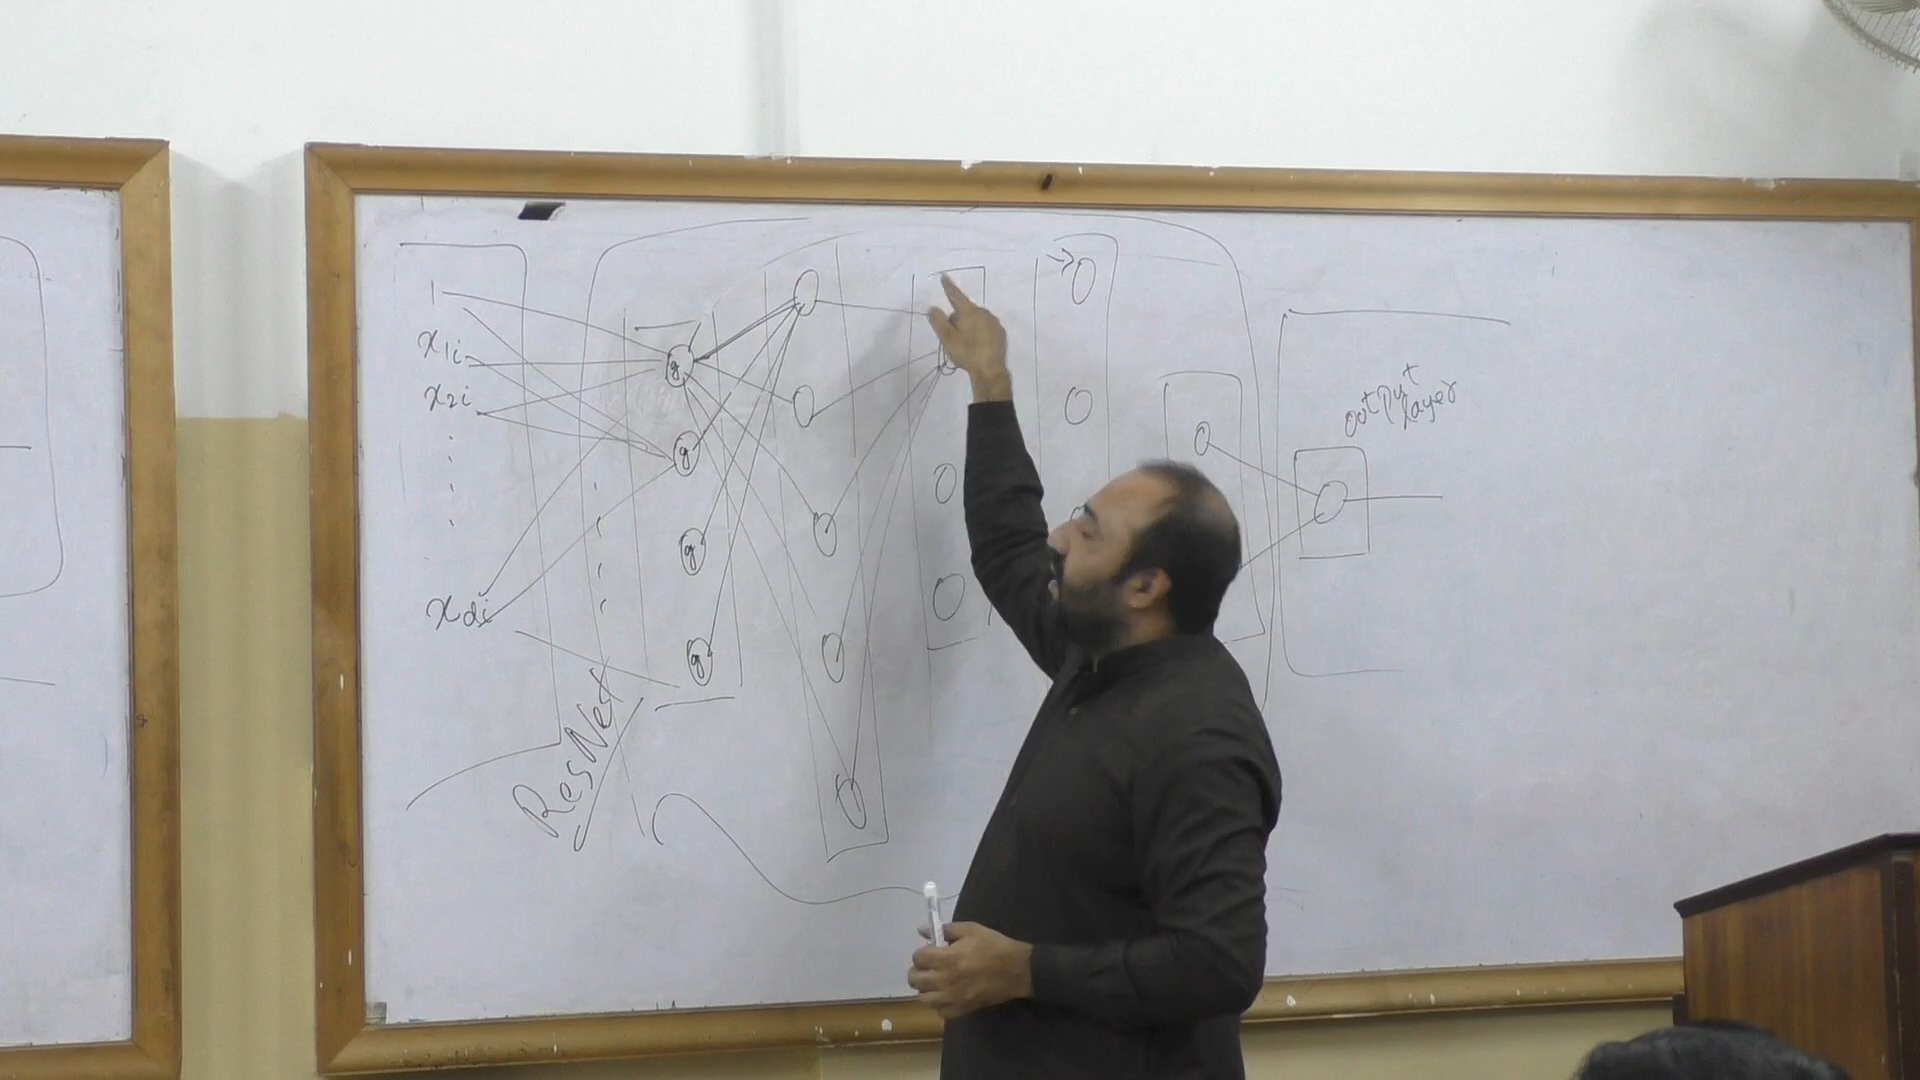 1
x1i
x2i
xdi
g
g
g
g
ResNet
output
layer